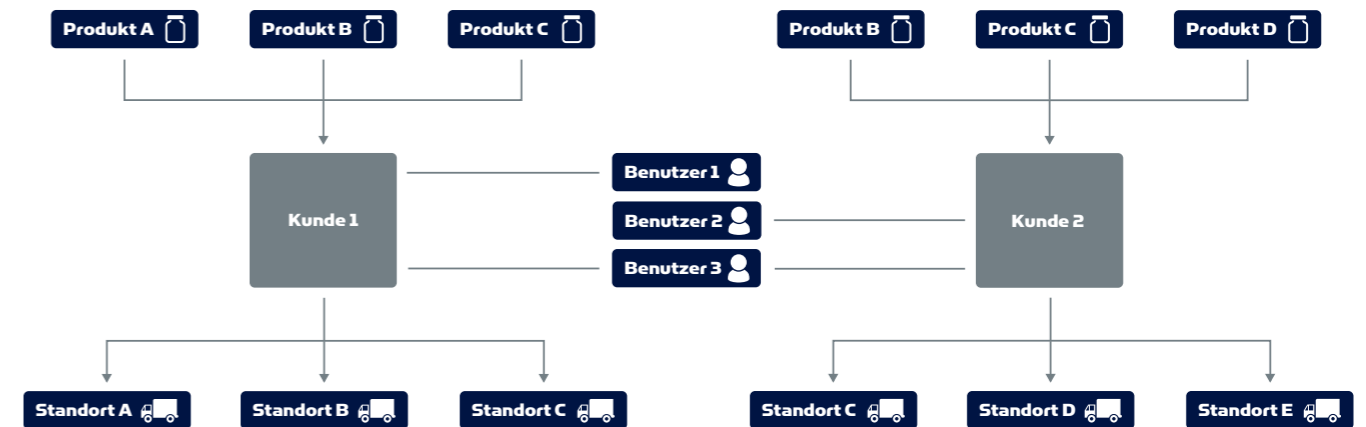 Produkt A
Produkt B
Produkt C
Produkt B
Produkt C
Produkt D
Kunde 1
Benutzer 1
Benutzer 2
Benutzer 3
Kunde 2
Standort A
Standort B
Standort C
Standort C
Standort D
Standort E